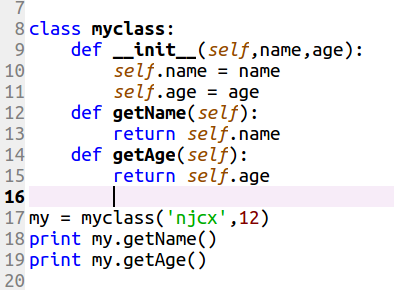 7
8 class myclass:
9     def __init__(self,name,age):
10         self.name = name
11         self.age = age
12     def getName(self):
13         return self.name
14     def getAge(self):
15         return self.age
16
17 my = myclass('njcx',12)
18 print my.getName()
19 print my.getAge()
20